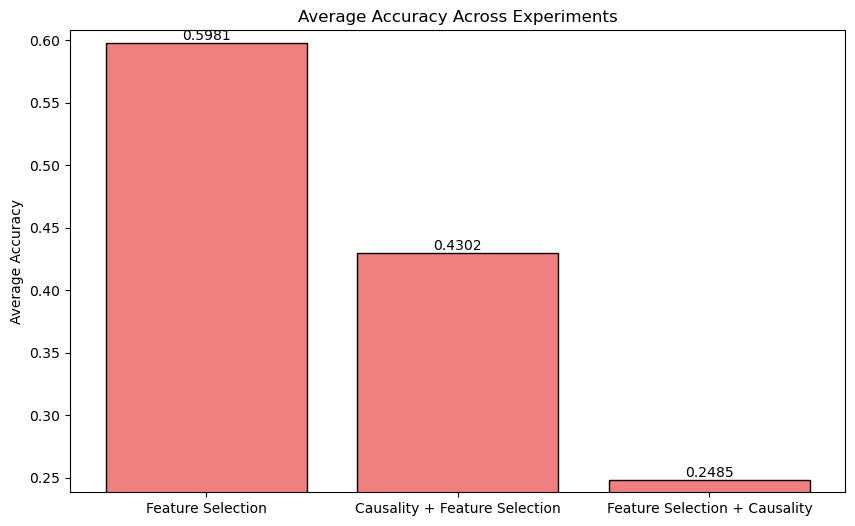 Average Accuracy Across Experiments
Average Accuracy
0.60
0.55
0.50
0.45
0.40
0.35
0.30
0.25
0.5981
0.4302
0.2485
Feature Selection
Causality + Feature Selection
Feature Selection + Causality